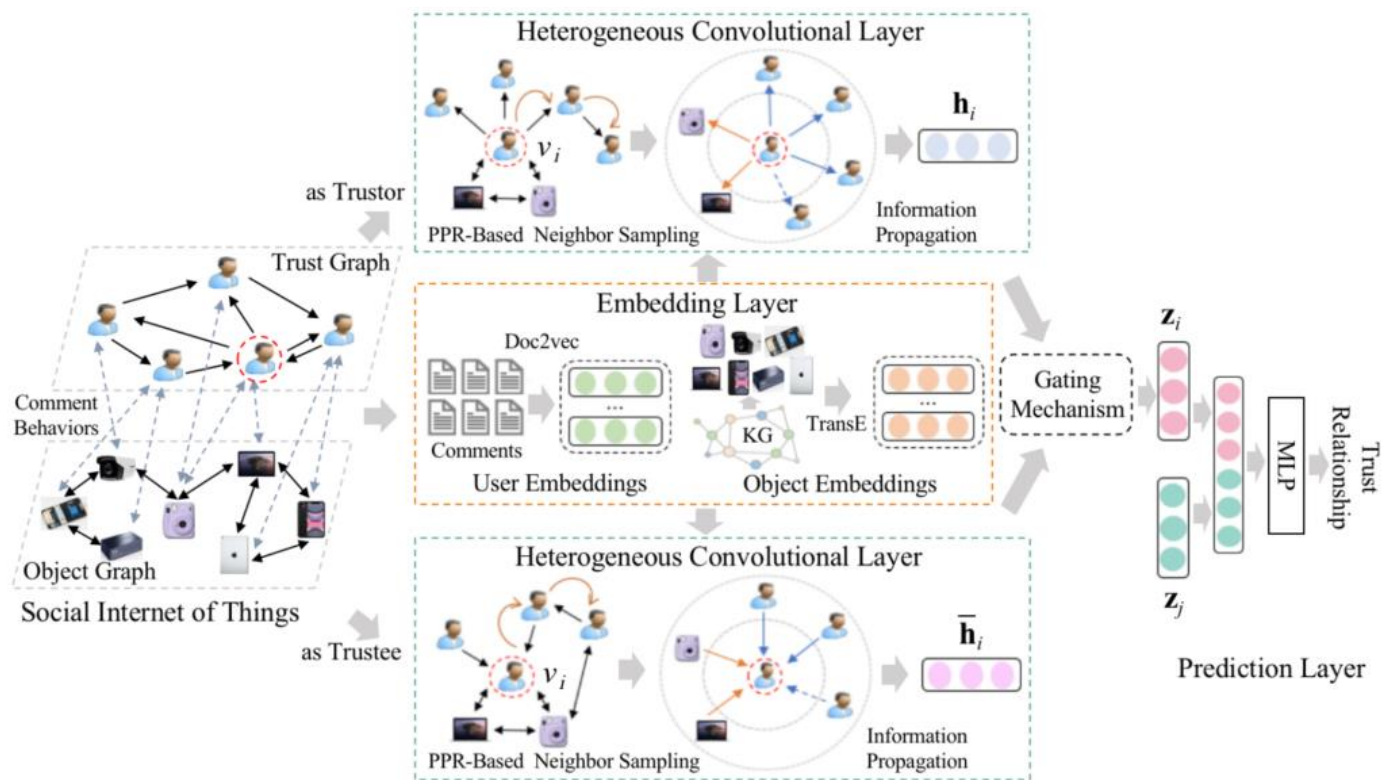 Heterogeneous Convolutional Layer
v_i
h_i
PPR-Based Neighbor Sampling
Information
Propagation
as Trustor
Trust Graph
Comment
Behaviors
Object Graph
Social Internet of Things
as Trustee
Embedding Layer
Doc2vec
...
Comments
User Embeddings
KG
TransE
...
Object Embeddings
Heterogeneous Convolutional Layer
v_i
h̄_i
PPR-Based Neighbor Sampling
Information
Propagation
Gating
Mechanism
z_i
z_j
MLP
Trust
Relationship
Prediction Layer